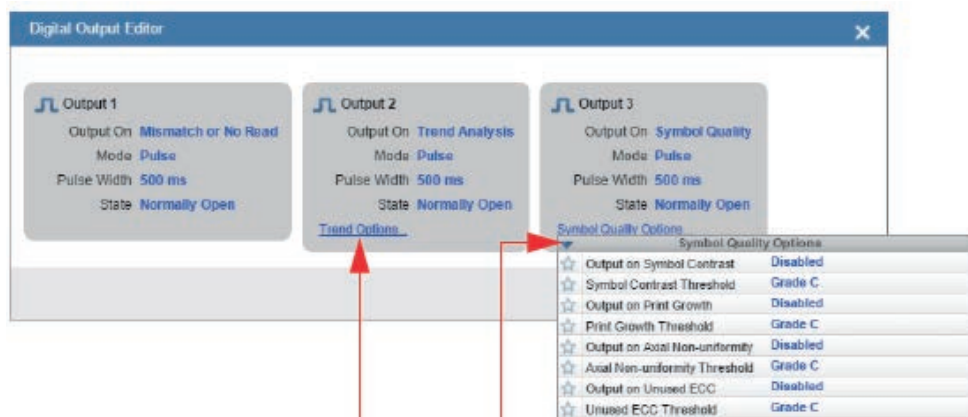 Digital Output Editor
Output 1
Output On Mismatch or No Read
Mode Pulse
Pulse Width 500 ms
State Normally Open
Output 2
Output On Trend Analysis
Mode Pulse
Pulse Width 500 ms
State Normally Open
Trend Options...
Output 3
Output On Symbol Quality
Mode Pulse
Pulse Width 500 ms
State Normally Open
Symbol Quality Options...
Symbol Quality Options
Output on Symbol Contrast Disabled
Symbol Contrast Threshold Grade C
Output on Print Growth Disabled
Print Growth Threshold Grade C
Output on Axial Non-uniformity Disabled
Axial Non-uniformity Threshold Grade C
Output on Unused ECC Disabled
Unused ECC Threshold Grade C